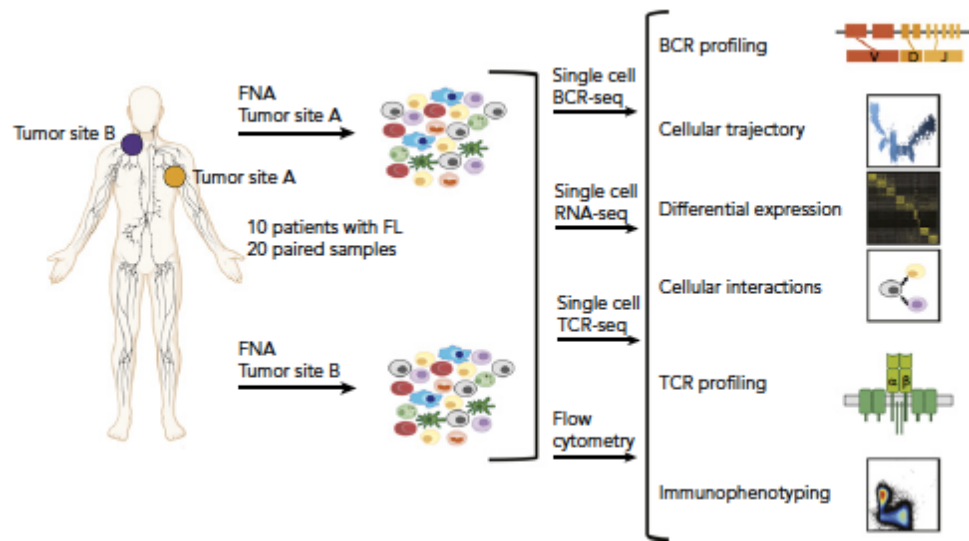 FNA
Tumor site A
Tumor site B
Tumor site A
10 patients with FL
20 paired samples
FNA
Tumor site B
Single cell
BCR-seq
Single cell
RNA-seq
Single cell
TCR-seq
Flow
cytometry
BCR profiling
V D J
Cellular trajectory
Differential expression
Cellular interactions
TCR profiling
α β
Immunophenotyping